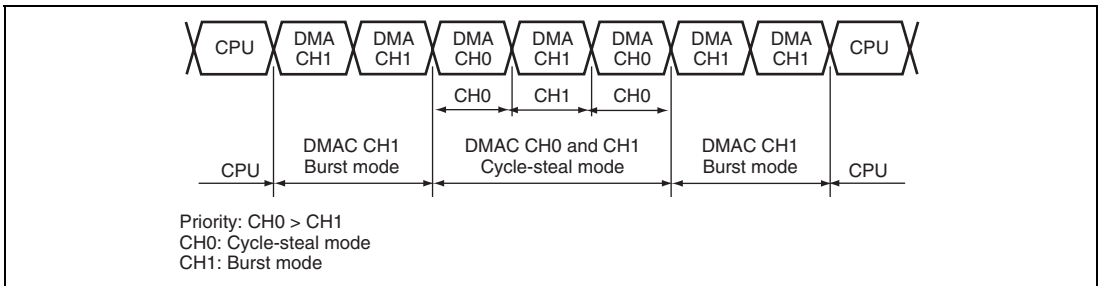 CPU DMA CH1 DMA CH1 DMA CH0 DMA CH1 DMA CH0 DMA CH1 DMA CH1 CPU
CH0 CH1 CH0
CPU DMAC CH1 Burst mode DMAC CH0 and CH1 Cycle-steal mode DMAC CH1 Burst mode CPU
Priority: CH0 > CH1
CH0: Cycle-steal mode
CH1: Burst mode